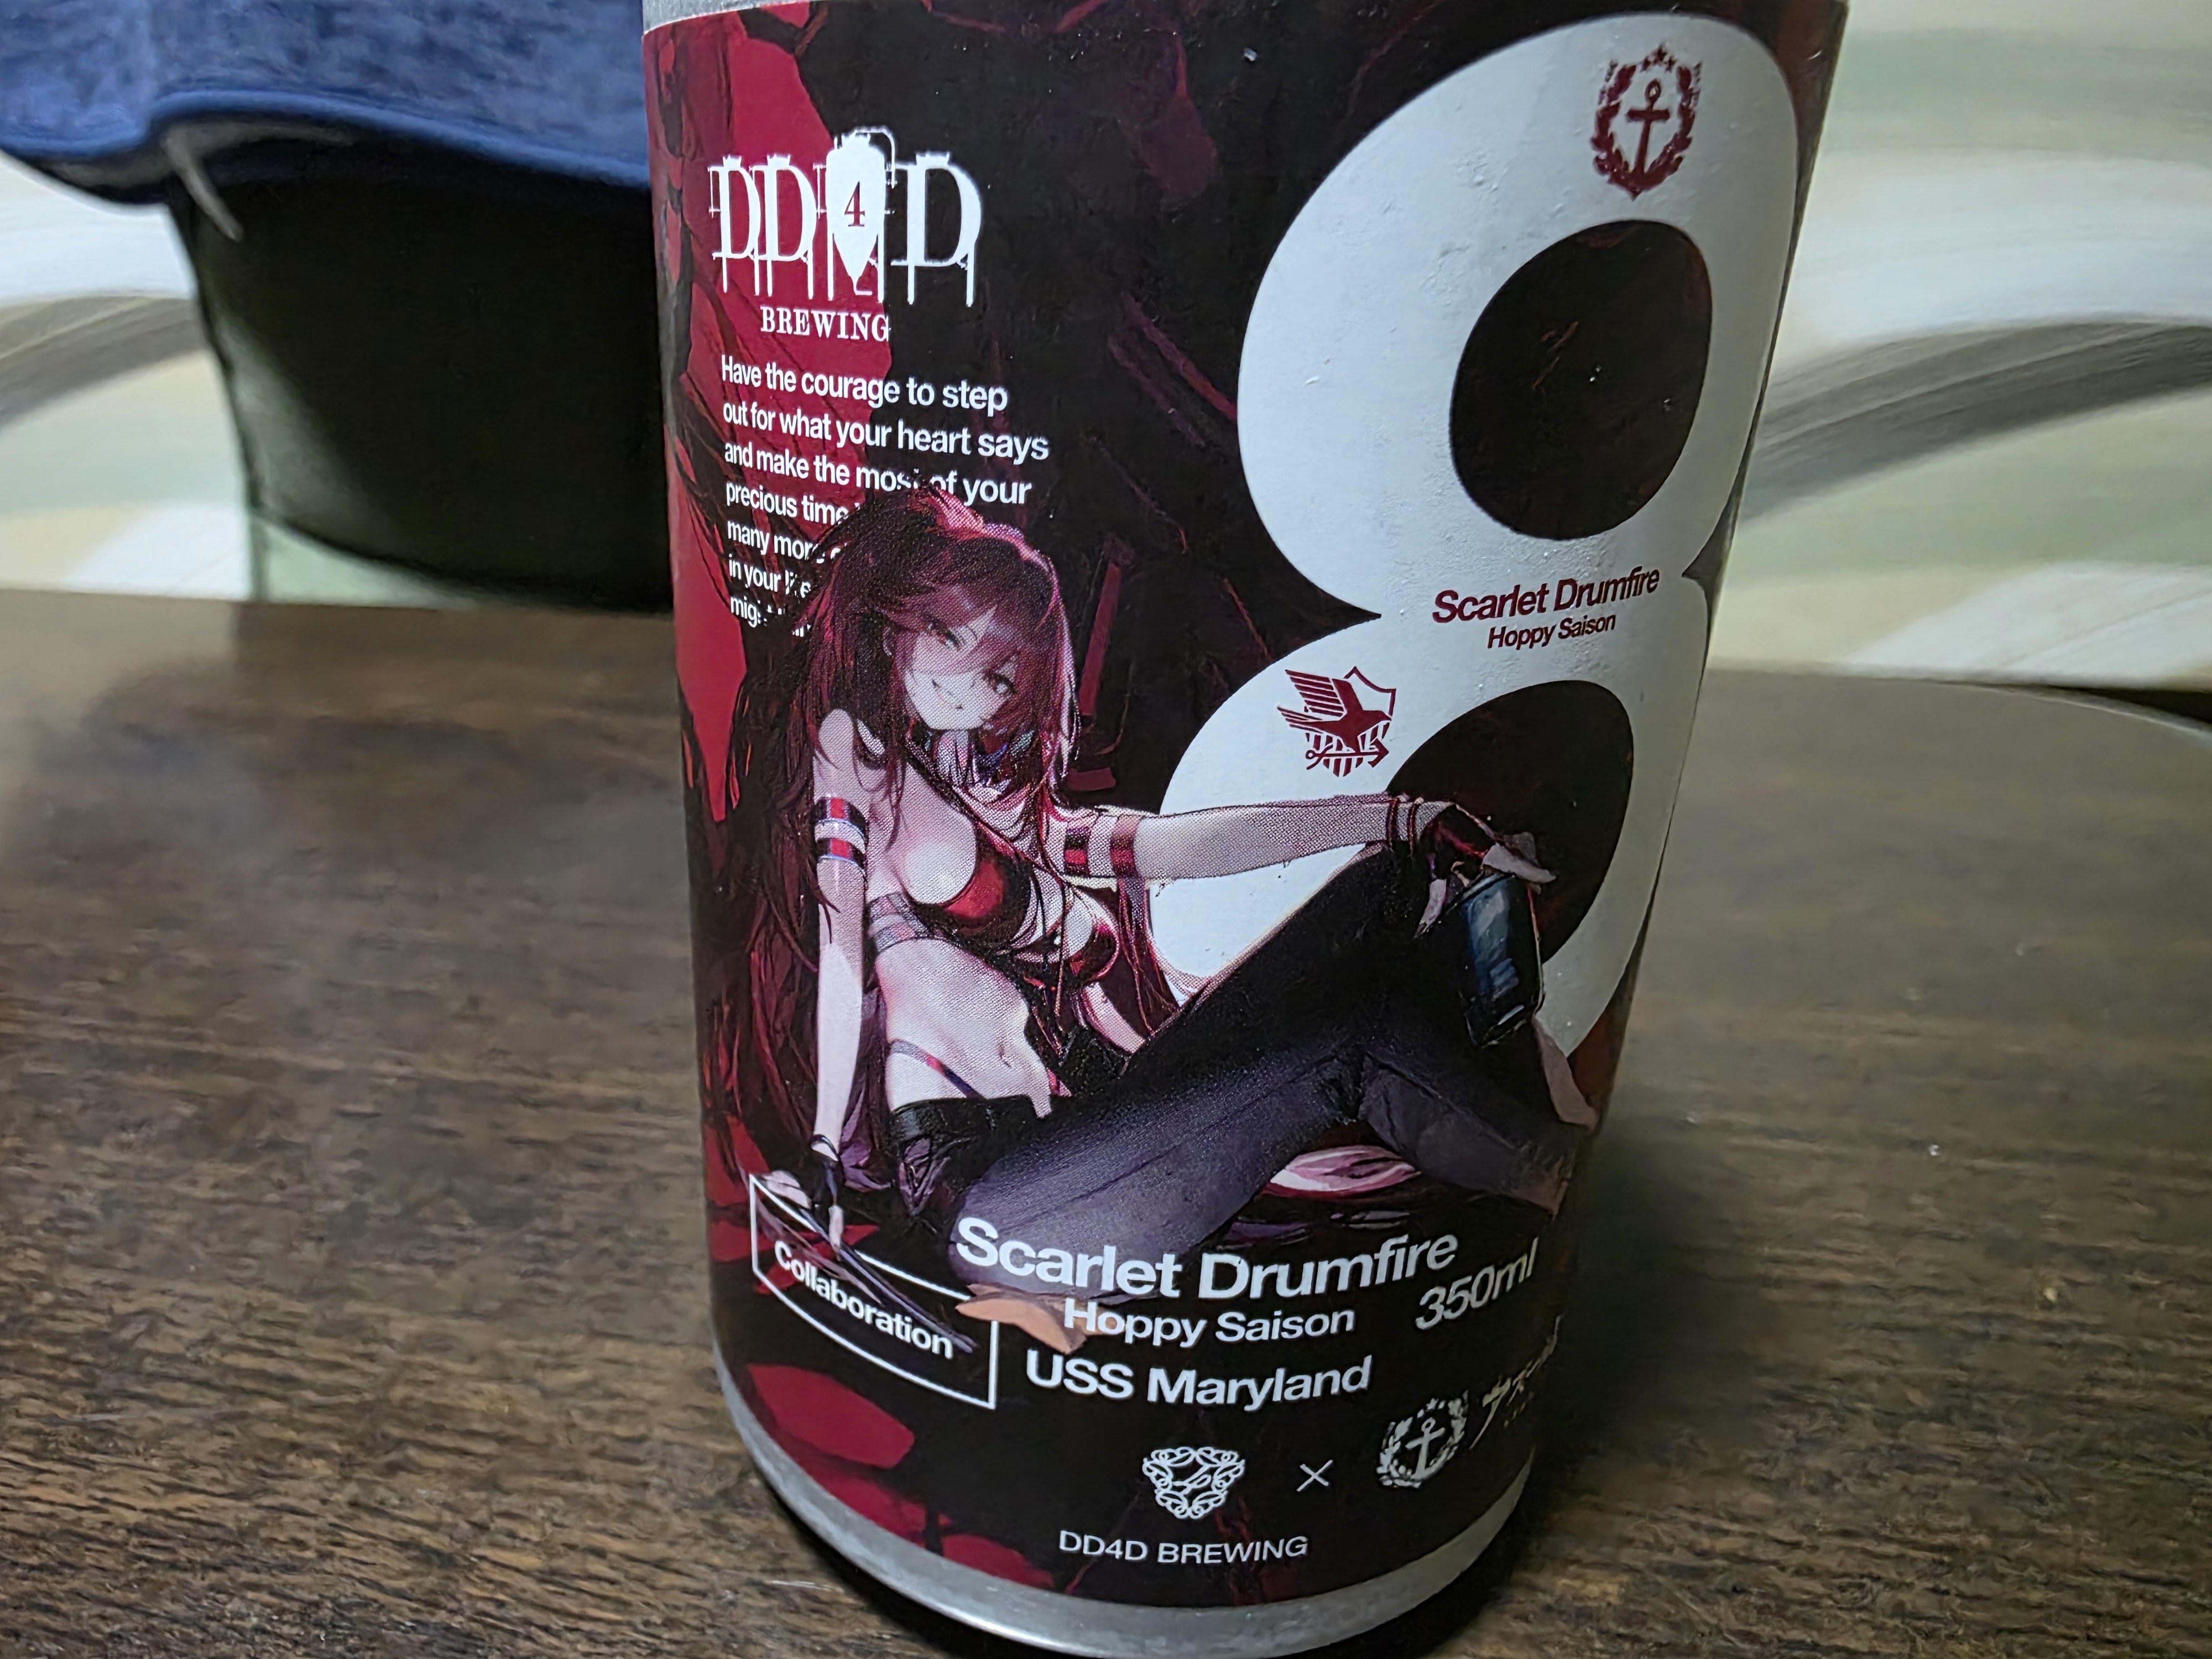 DD4D
BREWING
Have the courage to step
out for what your heart says
and make the most of your
precious time
many more
in your life
8
Scarlet Drumfire
Hoppy Saison
Collaboration
Scarlet Drumfire
Hoppy Saison
350ml
USS Maryland
×
DD4D BREWING